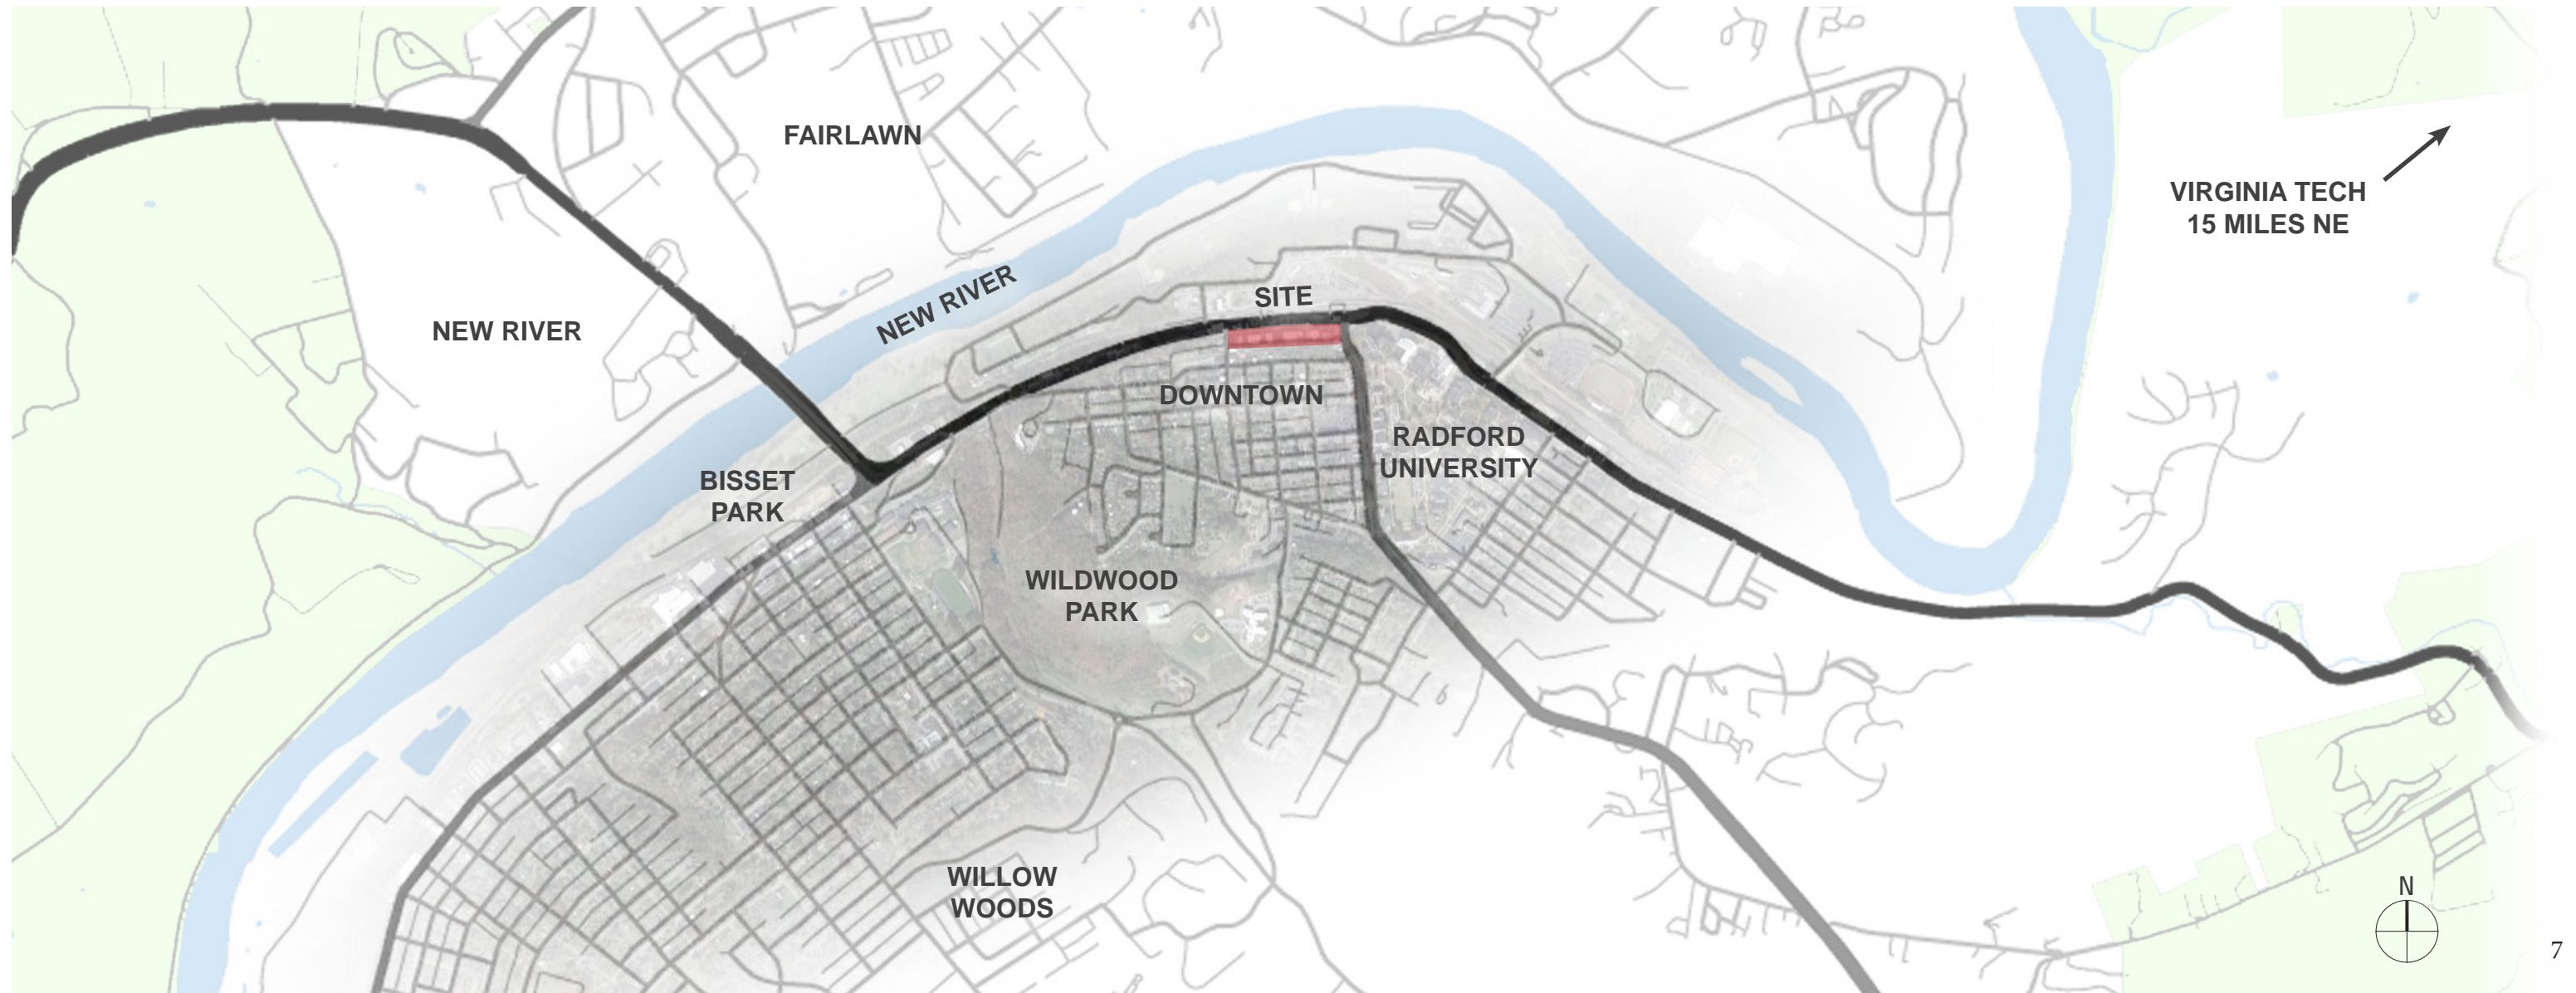 FAIRLAWN
VIRGINIA TECH
15 MILES NE
NEW RIVER
SITE
NEW RIVER
DOWNTOWN
RADFORD
UNIVERSITY
BISSET
PARK
WILDWOOD
PARK
WILLOW
WOODS
N
7